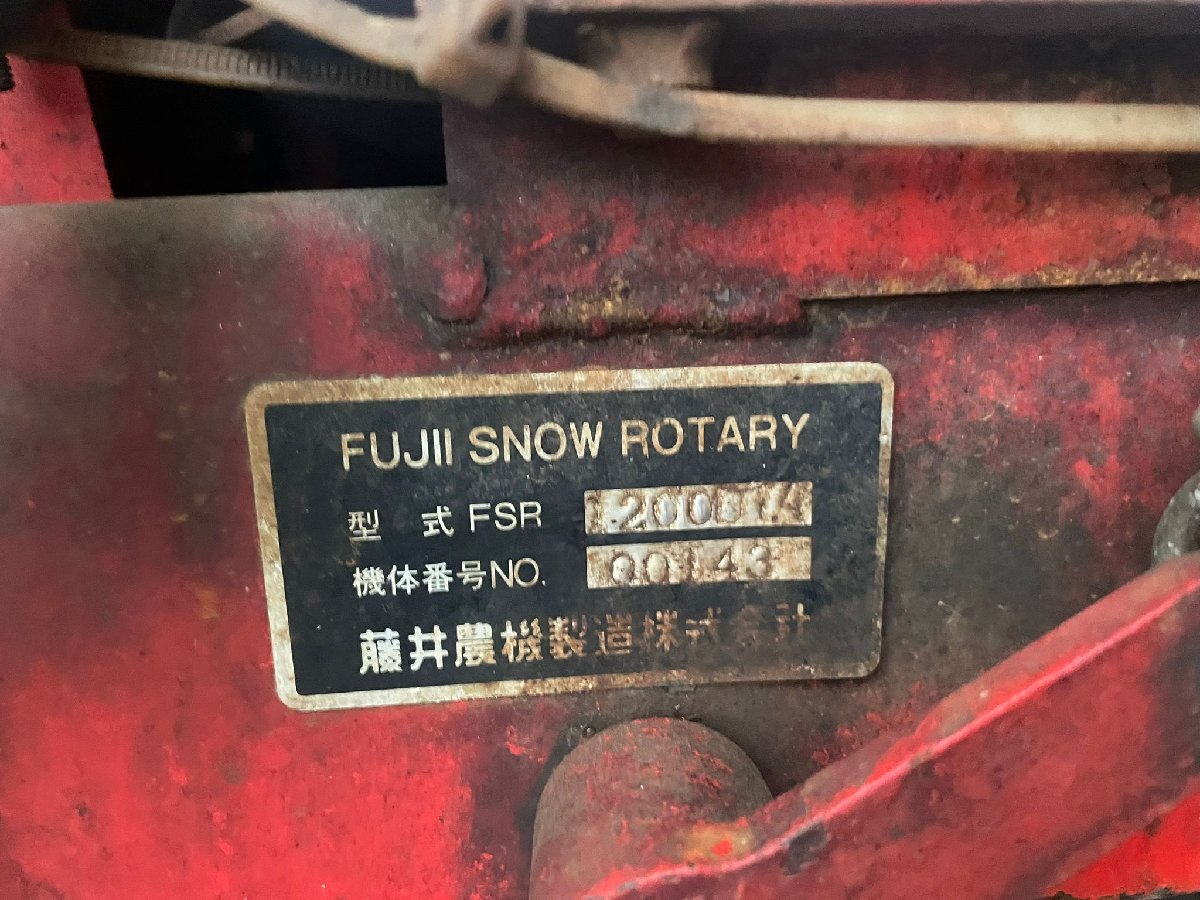 FUJII SNOW ROTARY
型 式 FSR
機体番号NO. 00143
藤井農機製造株式会社